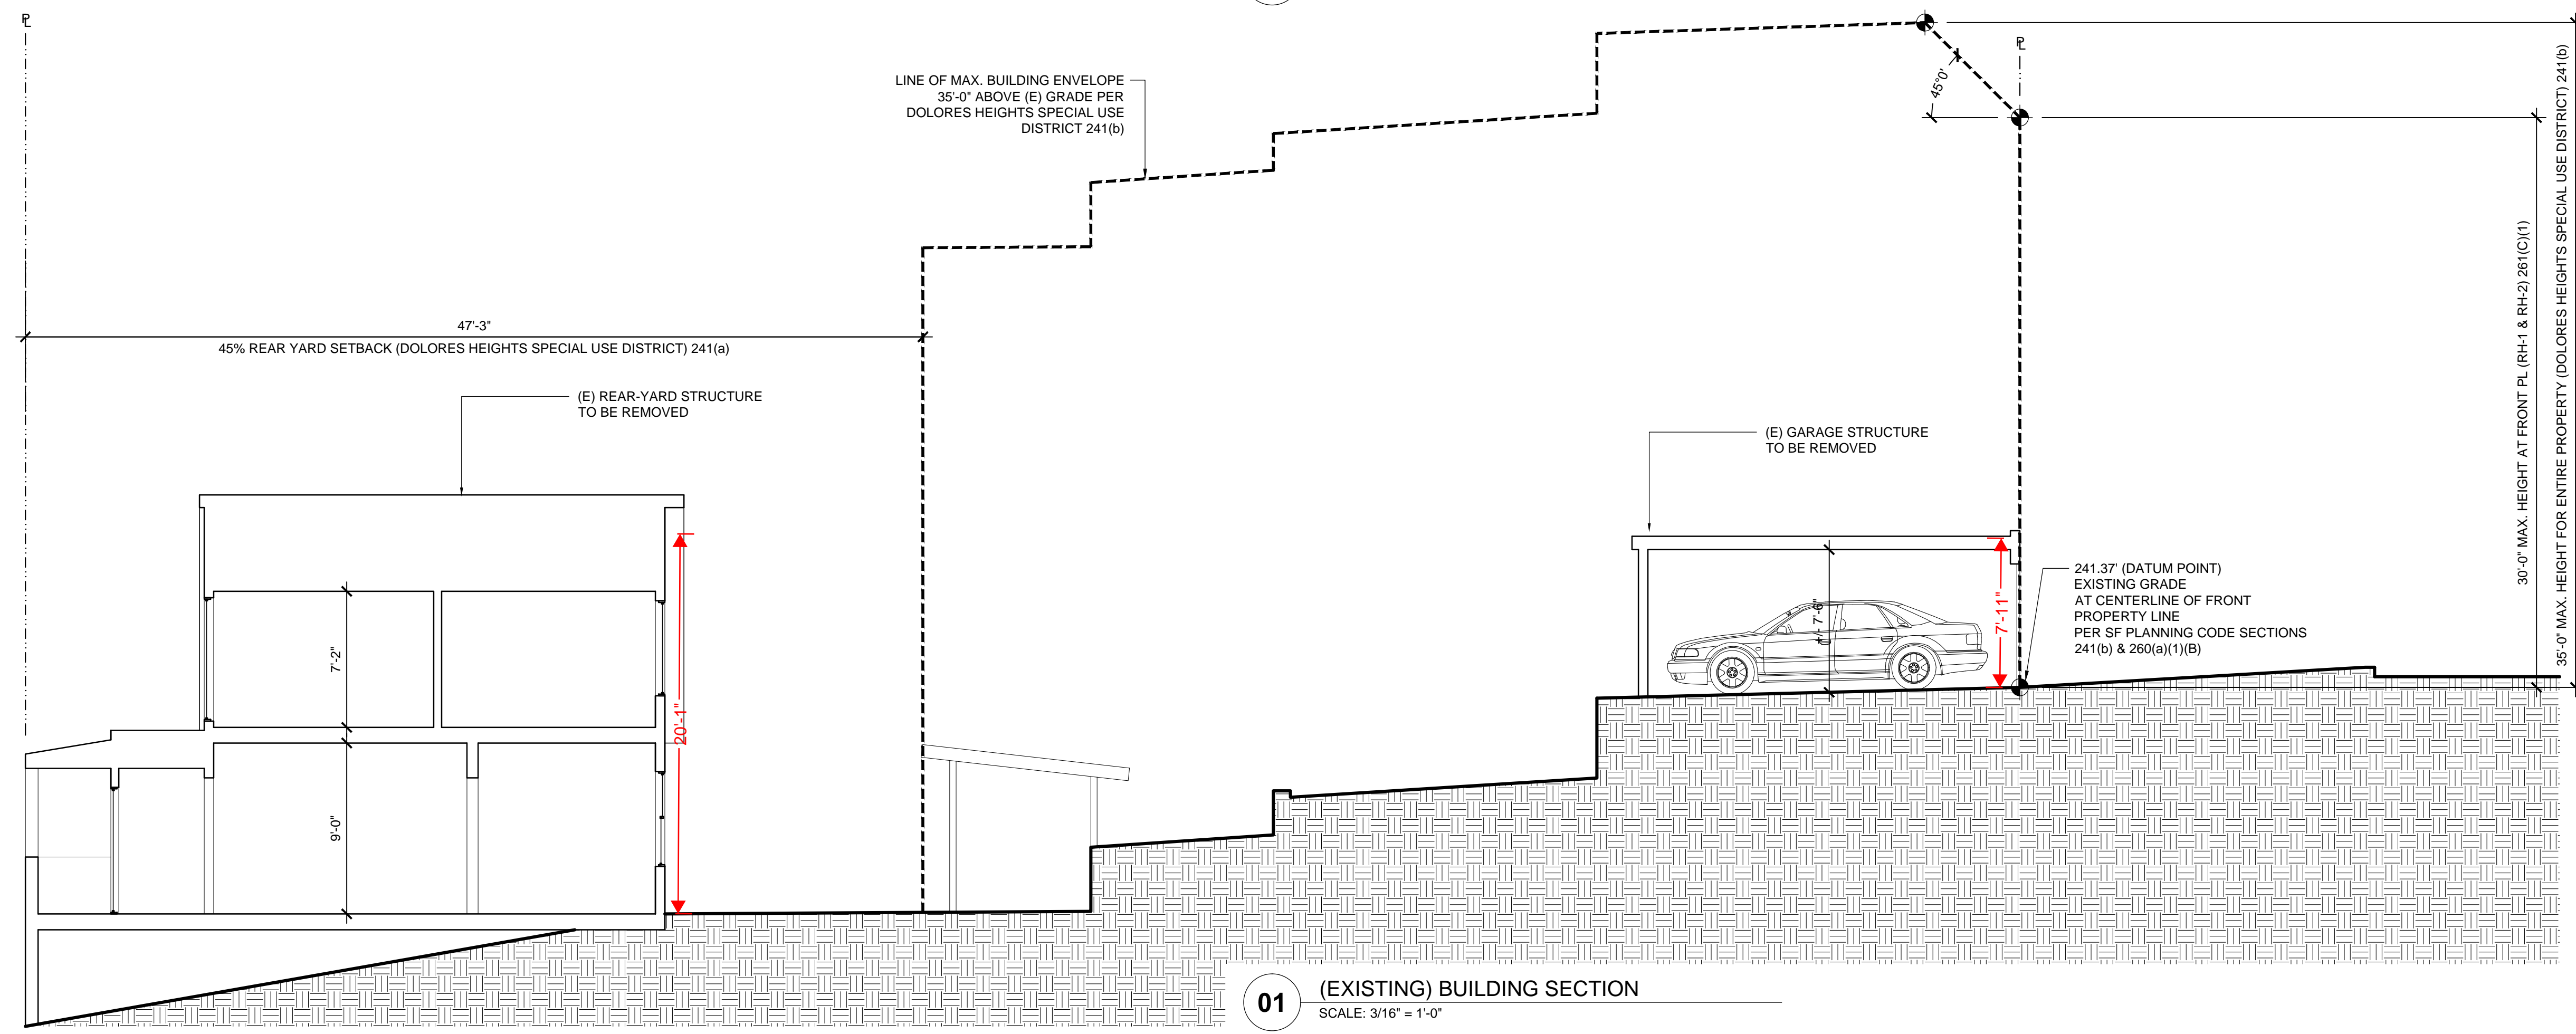 PL
PL
LINE OF MAX. BUILDING ENVELOPE
35'-0" ABOVE (E) GRADE PER
DOLORES HEIGHTS SPECIAL USE
DISTRICT 241(b)
45°0'
47'-3"
45% REAR YARD SETBACK (DOLORES HEIGHTS SPECIAL USE DISTRICT) 241(a)
(E) REAR-YARD STRUCTURE
TO BE REMOVED
(E) GARAGE STRUCTURE
TO BE REMOVED
30'-0" MAX. HEIGHT AT FRONT PL (RH-1 & RH-2) 261(C)(1)
35'-0" MAX. HEIGHT FOR ENTIRE PROPERTY (DOLORES HEIGHTS SPECIAL USE DISTRICT) 241(b)
241.37' (DATUM POINT)
EXISTING GRADE
AT CENTERLINE OF FRONT
PROPERTY LINE
PER SF PLANNING CODE SECTIONS
241(b) & 260(a)(1)(B)
+/- 7'-6"
7'-11"
7'-2"
20'-1"
9'-0"
01
(EXISTING) BUILDING SECTION
SCALE: 3/16" = 1'-0"